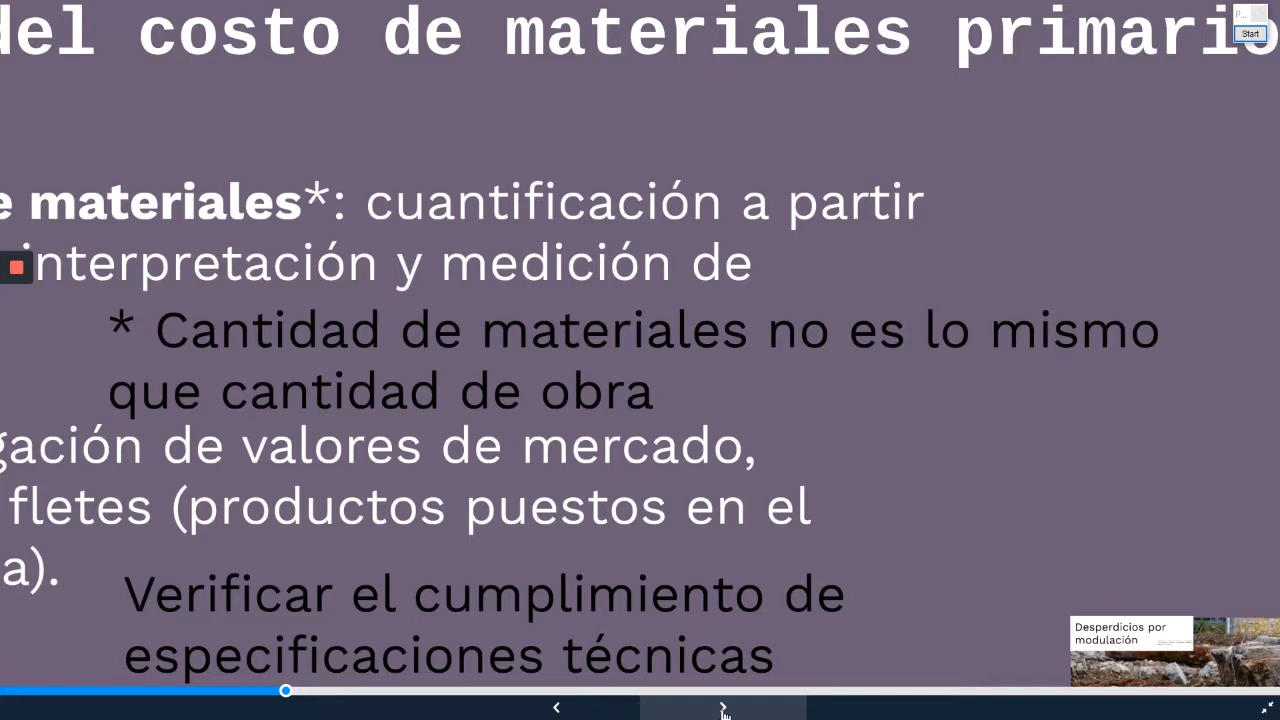 del costo de materiales primario
P...
Start
e materiales*: cuantificación a partir
interpretación y medición de
* Cantidad de materiales no es lo mismo
que cantidad de obra
gación de valores de mercado,
fletes (productos puestos en el
a).
Verificar el cumplimiento de
especificaciones técnicas
Desperdicios por
modulación